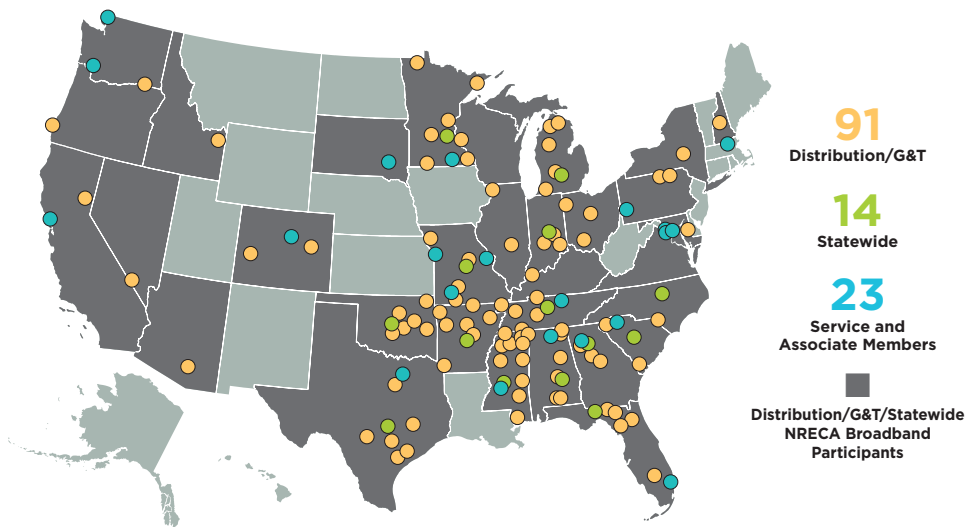 91
Distribution/G&T
14
Statewide
23
Service and
Associate Members
Distribution/G&T/Statewide
NRECA Broadband
Participants